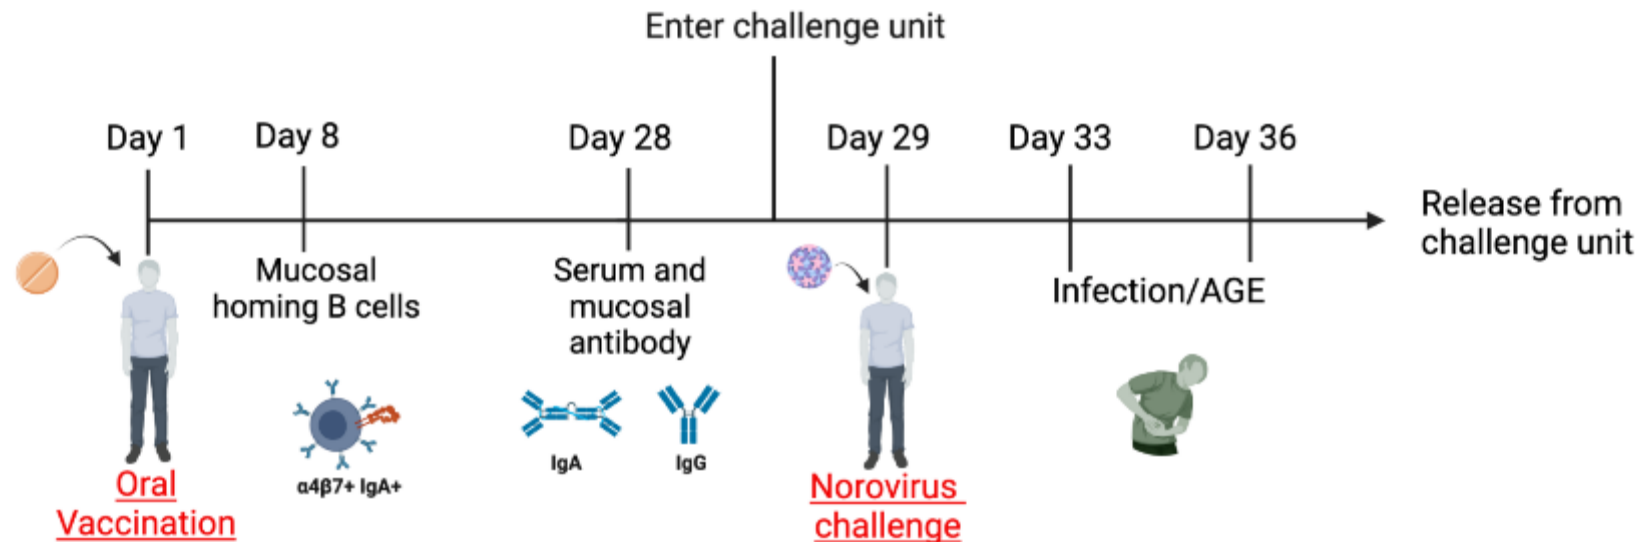 Enter challenge unit
Day 1
Day 8
Day 28
Day 29
Day 33
Day 36
Release from
challenge unit
Mucosal
homing B cells
Serum and
mucosal
antibody
Infection/AGE
α4β7+ IgA+
IgA
IgG
Oral
Vaccination
Norovirus
challenge